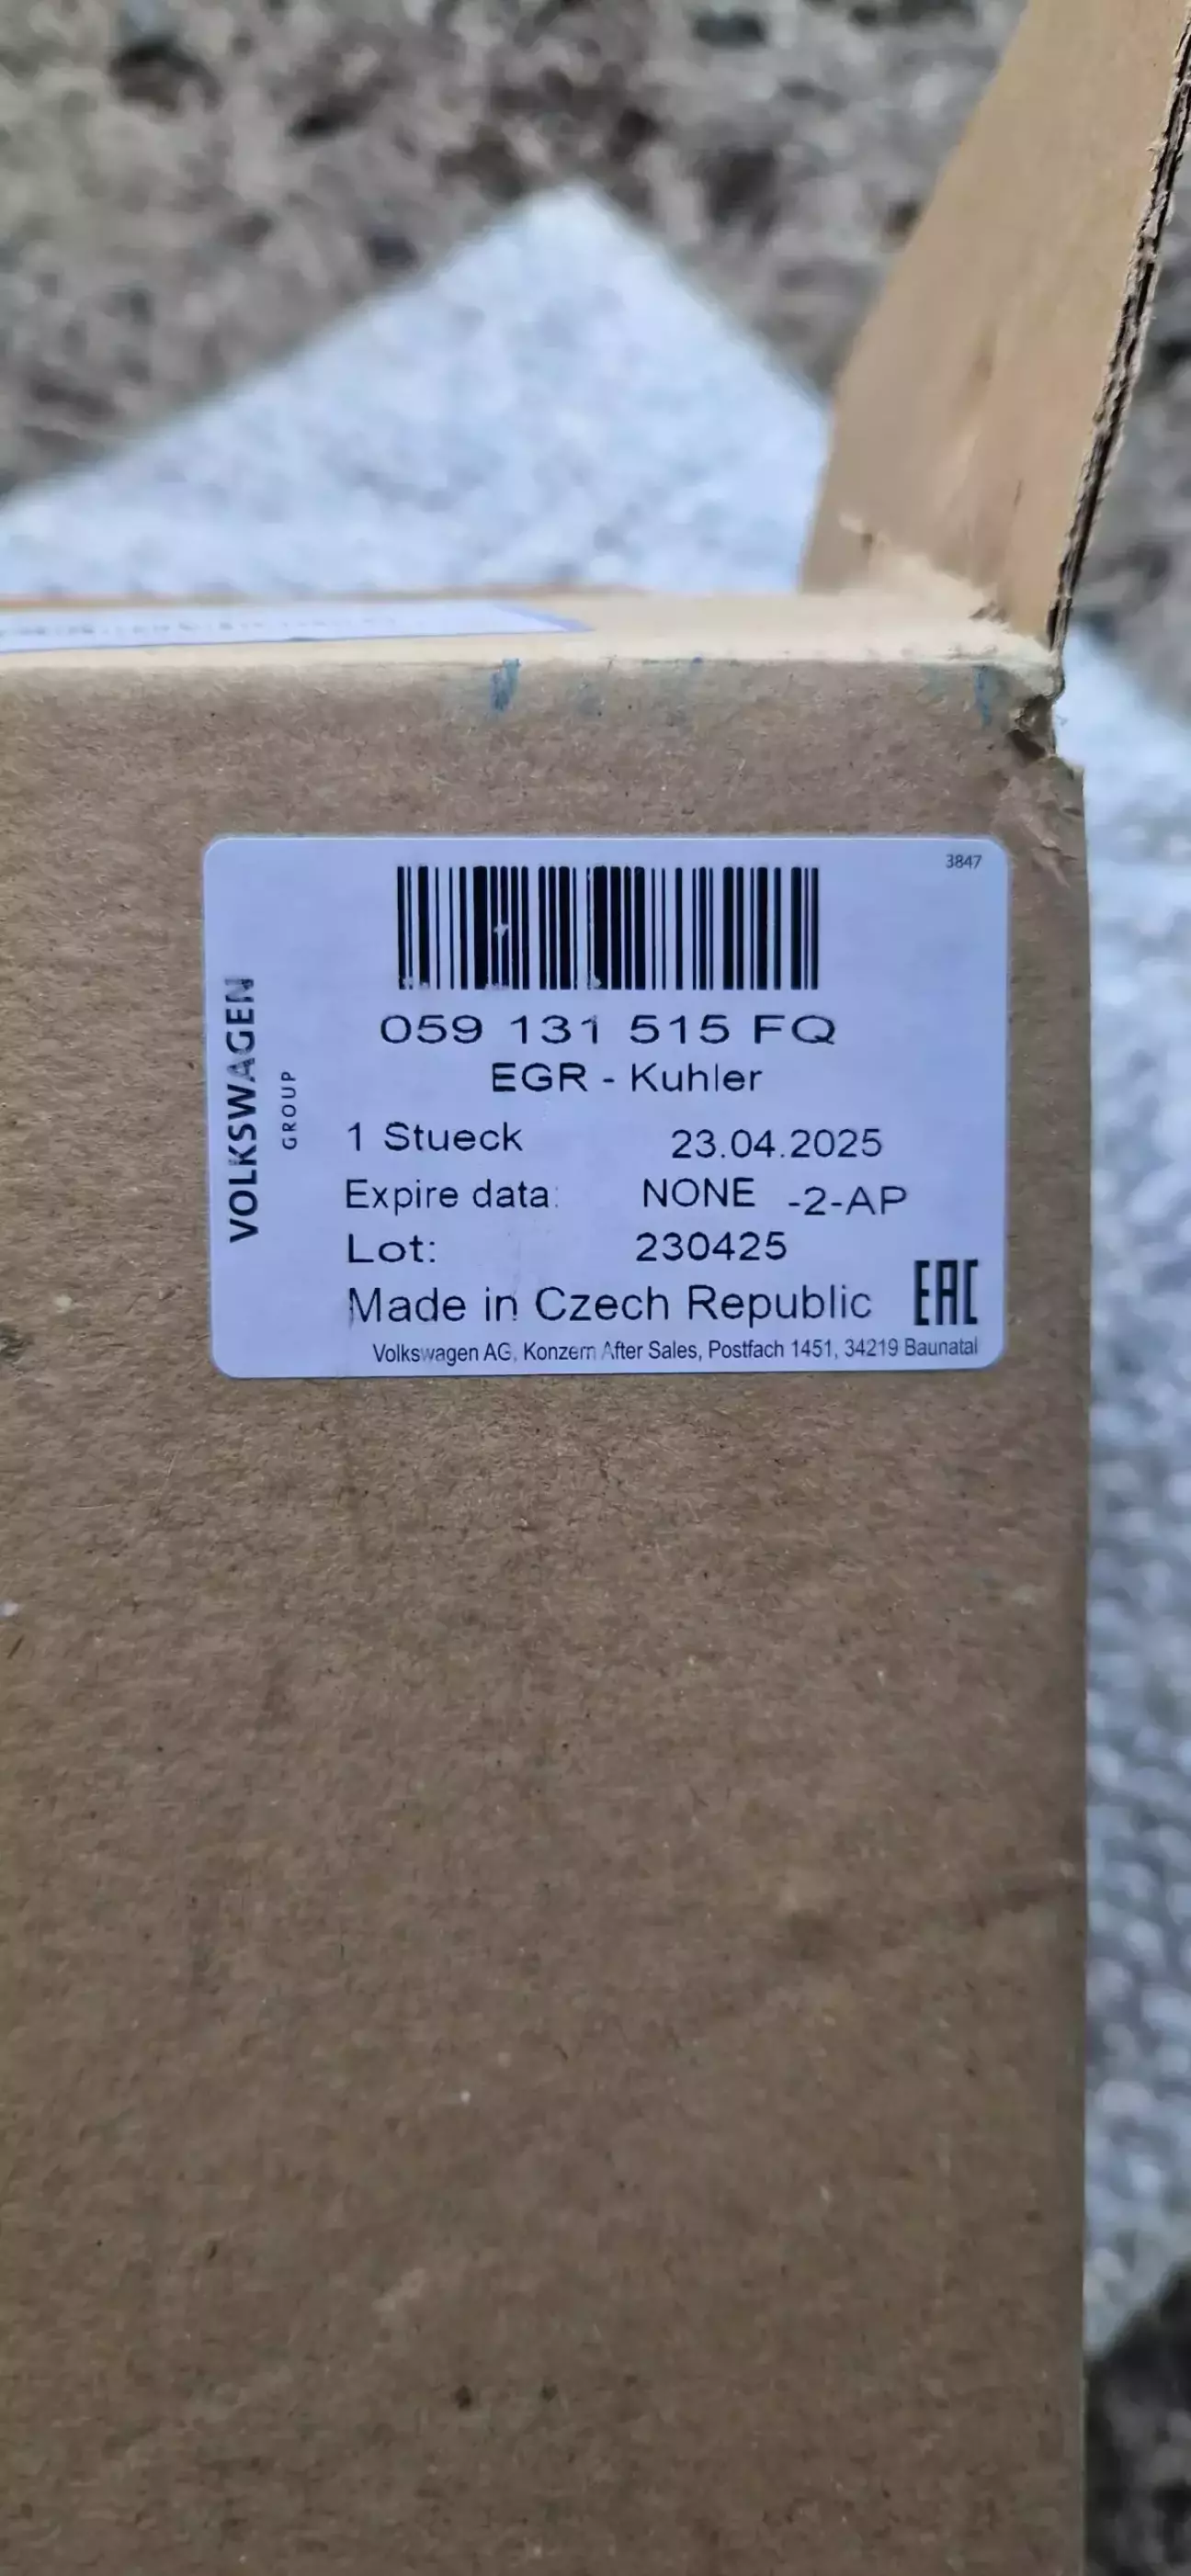 3847
059 131 515 FQ
EGR - Kuhler
1 Stueck 23.04.2025
Expire data: NONE -2-AP
Lot: 230425
Made in Czech Republic EAC
Volkswagen AG, Konzern After Sales, Postfach 1451, 34219 Baunatal
VOLKSWAGEN
GROUP